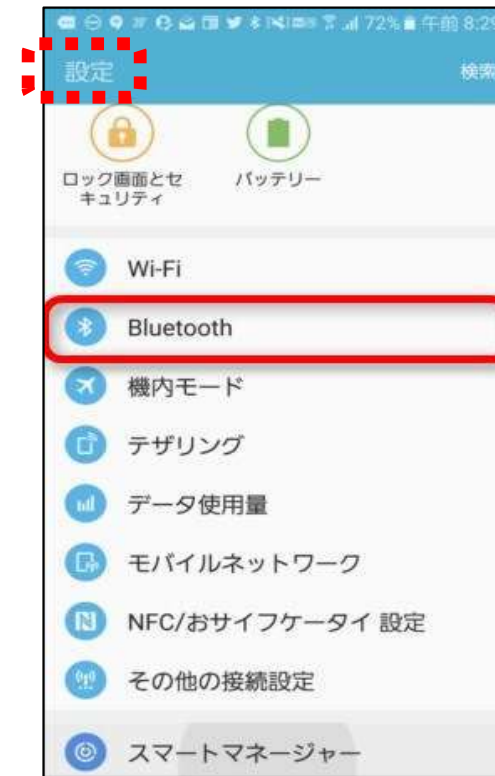 72% 午前 8:29
設定
検索
ロック画面とセ
キュリティ
バッテリー
Wi-Fi
Bluetooth
機内モード
テザリング
データ使用量
モバイルネットワーク
NFC/おサイフケータイ 設定
その他の接続設定
スマートマネージャー